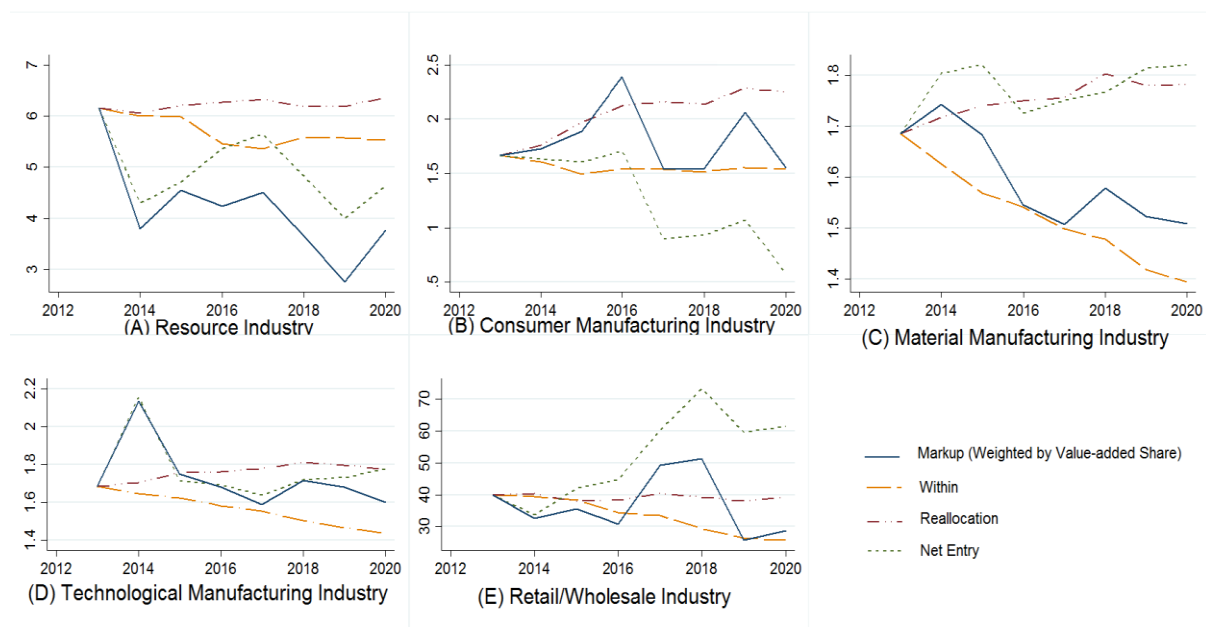 7
6
5
4
3
2012 2014 2016 2018 2020
(A) Resource Industry
2.5
2
1.5
1
.5
2012 2014 2016 2018 2020
(B) Consumer Manufacturing Industry
1.8
1.7
1.6
1.5
1.4
2012 2014 2016 2018 2020
(C) Material Manufacturing Industry
2.2
2
1.8
1.6
1.4
2012 2014 2016 2018 2020
(D) Technological Manufacturing Industry
70
60
50
40
30
2012 2014 2016 2018 2020
(E) Retail/Wholesale Industry
Markup (Weighted by Value-added Share)
Within
Reallocation
Net Entry